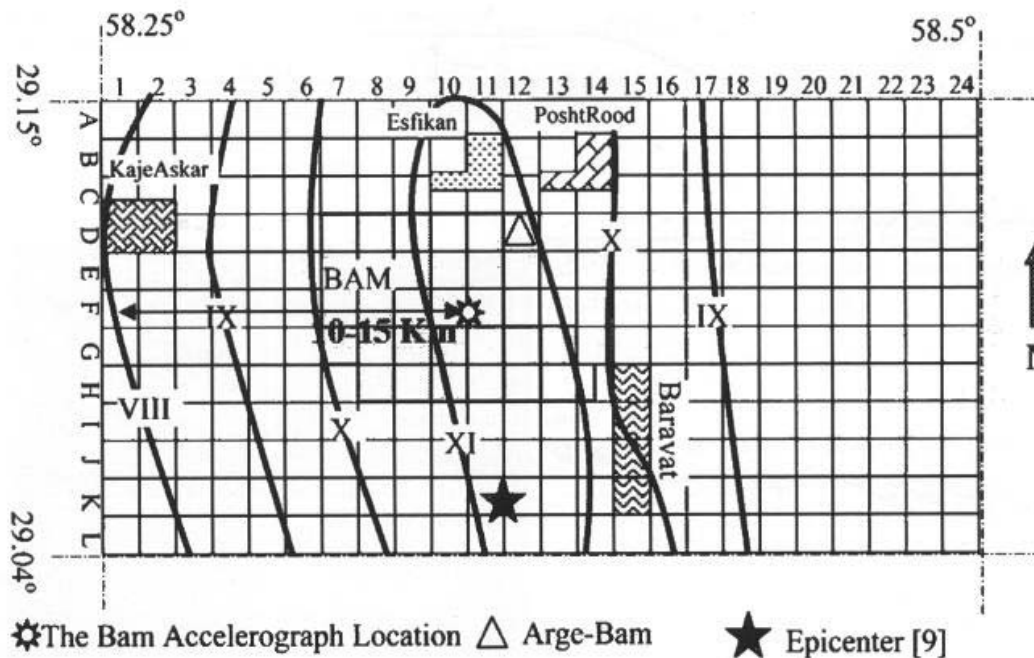 58.25° 58.5°
29.15°
1 2 3 4 5 6 7 8 9 10 11 12 13 14 15 16 17 18 19 20 21 22 23 24
A
Esfikan PoshtRood
B
KajeAskar
C
D
X
E
BAM
F
IX IX
10-15 Km
G
H
VIII
Baravat
I
X XI
J
K
L
29.04°
The Bam Accelerograph Location Arge-Bam Epicenter [9]